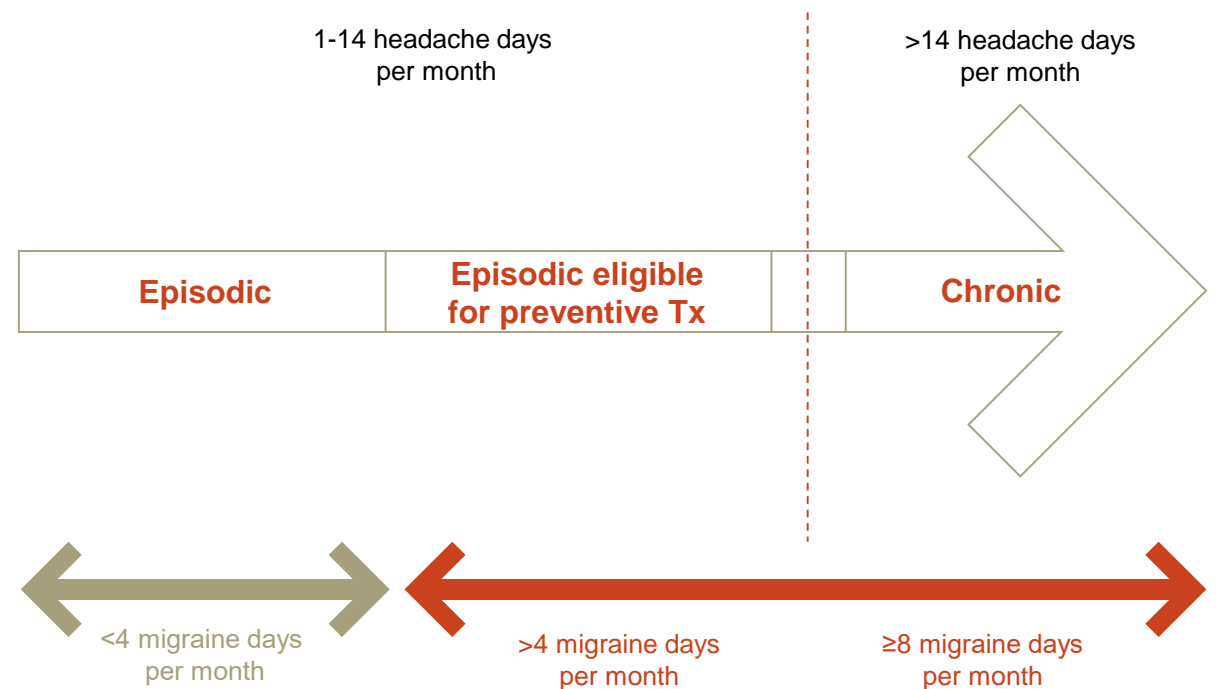 1-14 headache days
per month
>14 headache days
per month
Episodic
Episodic eligible
for preventive Tx
Chronic
<4 migraine days
per month
>4 migraine days
per month
≥8 migraine days
per month